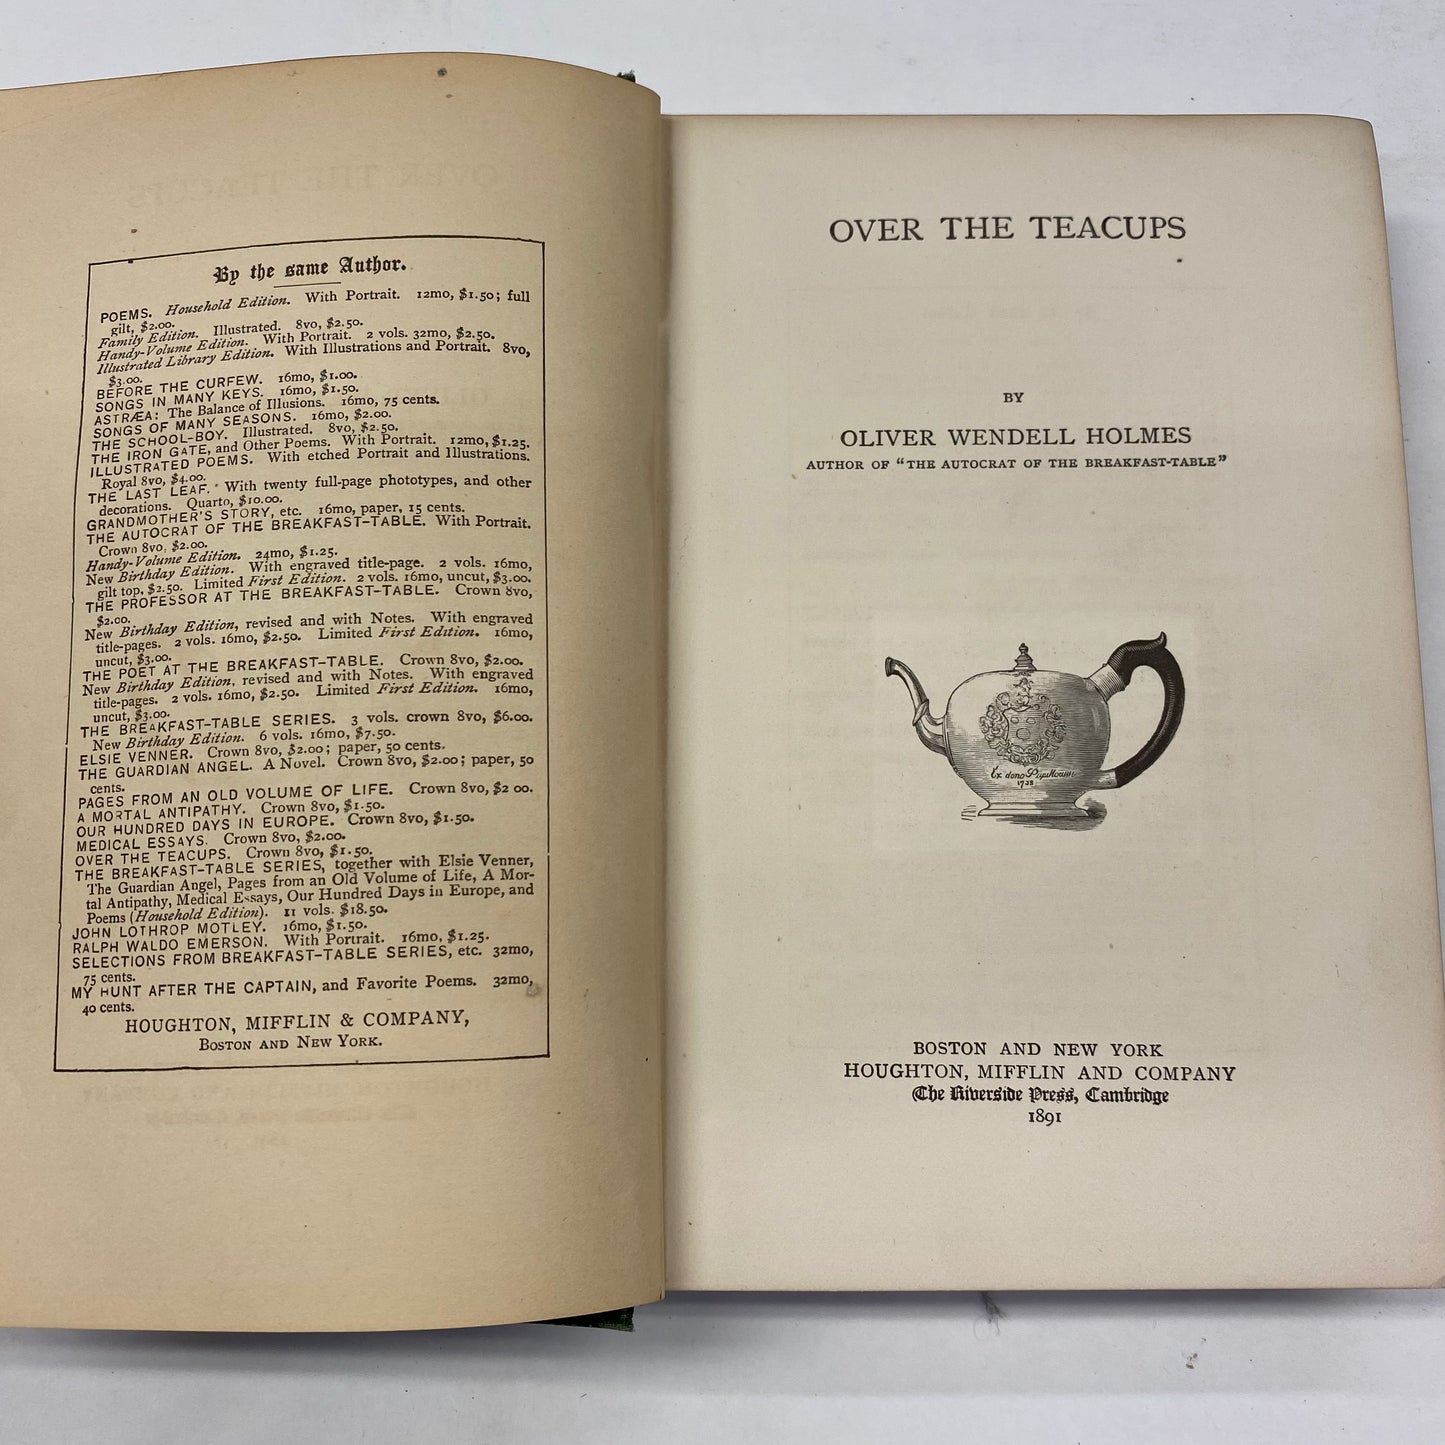 By the same Author.
POEMS. Household Edition. With Portrait. 12mo, $1.50; full
gilt, $2.00.
Family Edition. Illustrated. 8vo, $2.50.
Handy-Volume Edition. With Portrait. 2 vols. 32mo, $2.50.
Illustrated Library Edition. With Illustrations and Portrait. 8vo,
$3.00.
BEFORE THE CURFEW. 16mo, $1.00.
SONGS IN MANY KEYS. 16mo, $1.50.
ASTRÆA: The Balance of Illusions. 16mo, 75 cents.
SONGS OF MANY SEASONS. 16mo, $2.00.
THE SCHOOL-BOY. Illustrated. 8vo, $2.50.
THE IRON GATE, and Other Poems. With Portrait. 12mo, $1.25.
ILLUSTRATED POEMS. With etched Portrait and Illustrations.
Royal 8vo, $4.00.
THE LAST LEAF. With twenty full-page phototypes, and other
decorations. Quarto, $10.00.
GRANDMOTHER'S STORY, etc. 16mo, paper, 15 cents.
THE AUTOCRAT OF THE BREAKFAST-TABLE. With Portrait.
Crown 8vo, $2.00.
Handy-Volume Edition. 24mo, $1.25.
New Birthday Edition. With engraved title-page. 2 vols. 16mo,
gilt top, $2.50. Limited First Edition. 2 vols. 16mo, uncut, $3.00.
THE PROFESSOR AT THE BREAKFAST-TABLE. Crown 8vo,
$2.00.
New Birthday Edition, revised and with Notes. With engraved
title-pages. 2 vols. 16mo, $2.50. Limited First Edition. 16mo,
uncut, $3.00.
THE POET AT THE BREAKFAST-TABLE. Crown 8vo, $2.00.
New Birthday Edition, revised and with Notes. With engraved
title-pages. 2 vols. 16mo, $2.50. Limited First Edition. 16mo,
uncut, $3.00.
THE BREAKFAST-TABLE SERIES. 3 vols. crown 8vo, $6.00.
New Birthday Edition. 6 vols. 16mo, $7.50.
ELSIE VENNER. Crown 8vo, $2.00; paper, 50 cents.
THE GUARDIAN ANGEL. A Novel. Crown 8vo, $2.00; paper, 50
cents.
PAGES FROM AN OLD VOLUME OF LIFE. Crown 8vo, $2 00.
A MORTAL ANTIPATHY. Crown 8vo, $1.50.
OUR HUNDRED DAYS IN EUROPE. Crown 8vo, $1.50.
MEDICAL ESSAYS. Crown 8vo, $2.00.
OVER THE TEACUPS. Crown 8vo, $1.50.
THE BREAKFAST-TABLE SERIES, together with Elsie Venner,
The Guardian Angel, Pages from an Old Volume of Life, A Mor-
tal Antipathy, Medical Essays, Our Hundred Days in Europe, and
Poems (Household Edition). 11 vols. $18.50.
JOHN LOTHROP MOTLEY. 16mo, $1.50.
RALPH WALDO EMERSON. With Portrait. 16mo, $1.25.
SELECTIONS FROM BREAKFAST-TABLE SERIES, etc. 32mo,
75 cents.
MY HUNT AFTER THE CAPTAIN, and Favorite Poems. 32mo,
40 cents.
HOUGHTON, MIFFLIN & COMPANY,
BOSTON AND NEW YORK.
OVER THE TEACUPS
BY
OLIVER WENDELL HOLMES
AUTHOR OF "THE AUTOCRAT OF THE BREAKFAST-TABLE"
Ex dono Pupillorum
1738
BOSTON AND NEW YORK
HOUGHTON, MIFFLIN AND COMPANY
The Riverside Press, Cambridge
1891